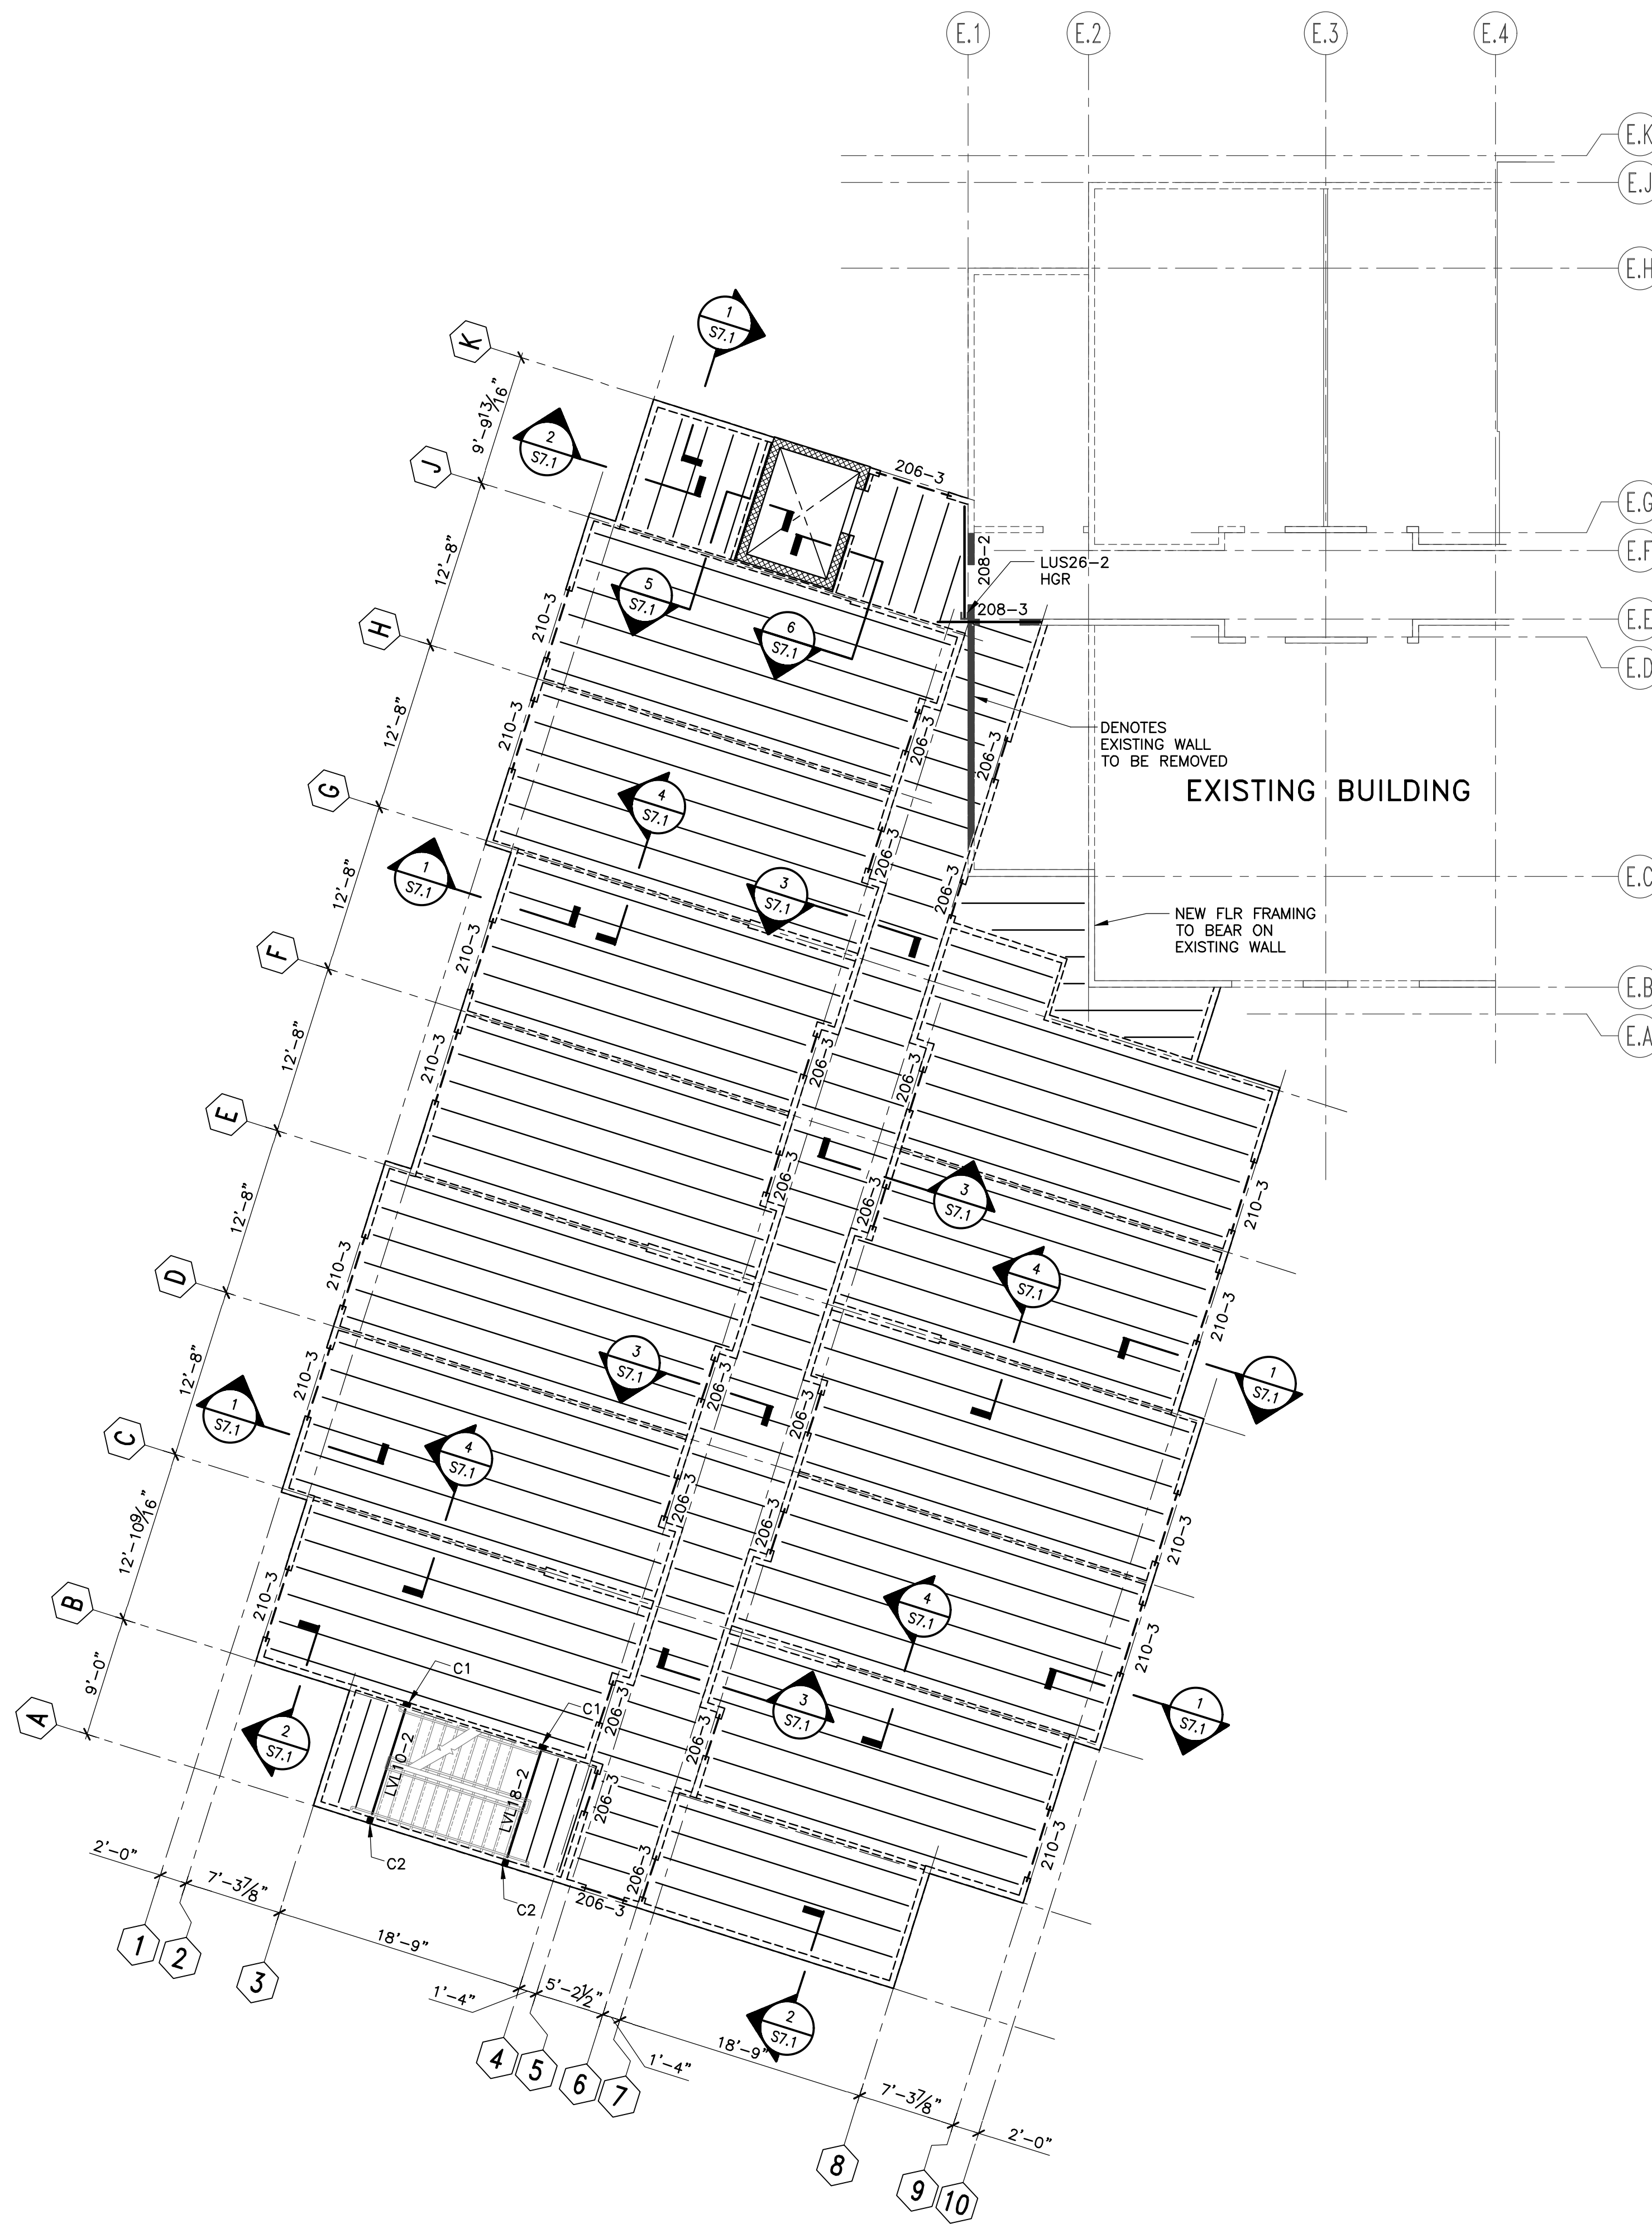 E.1
E.2
E.3
E.4
E.K
E.J
E.H
E.G
E.F
E.E
E.D
E.C
E.B
E.A
K
J
H
G
F
E
D
C
B
A
9'-9 13/16"
12'-8"
12'-8"
12'-8"
12'-8"
12'-8"
12'-8"
12'-8"
12'-10 9/16"
9'-0"
1
S7.1
2
S7.1
206-3
208-2
LUS26-2
HGR
208-3
5
S7.1
6
S7.1
210-3
210-3
206-3
206-3
DENOTES
EXISTING WALL
TO BE REMOVED
EXISTING BUILDING
4
S7.1
1
S7.1
3
S7.1
206-3
206-3
NEW FLR FRAMING
TO BEAR ON
EXISTING WALL
210-3
210-3
206-3
206-3
206-3
206-3
3
S7.1
210-3
210-3
4
S7.1
210-3
3
S7.1
1
S7.1
210-3
206-3
206-3
1
S7.1
4
S7.1
206-3
206-3
210-3
210-3
4
S7.1
210-3
C1
C1
2
S7.1
3
S7.1
1
S7.1
206-3
206-3
LVL10-2
LVL18-2
206-3
206-3
206-3
210-3
C2
C2
2
S7.1
2'-0"
7'-3 7/8"
18'-9"
1'-4"
5'-2 1/2"
1'-4"
18'-9"
7'-3 7/8"
2'-0"
1
2
3
4
5
6
7
8
9
10